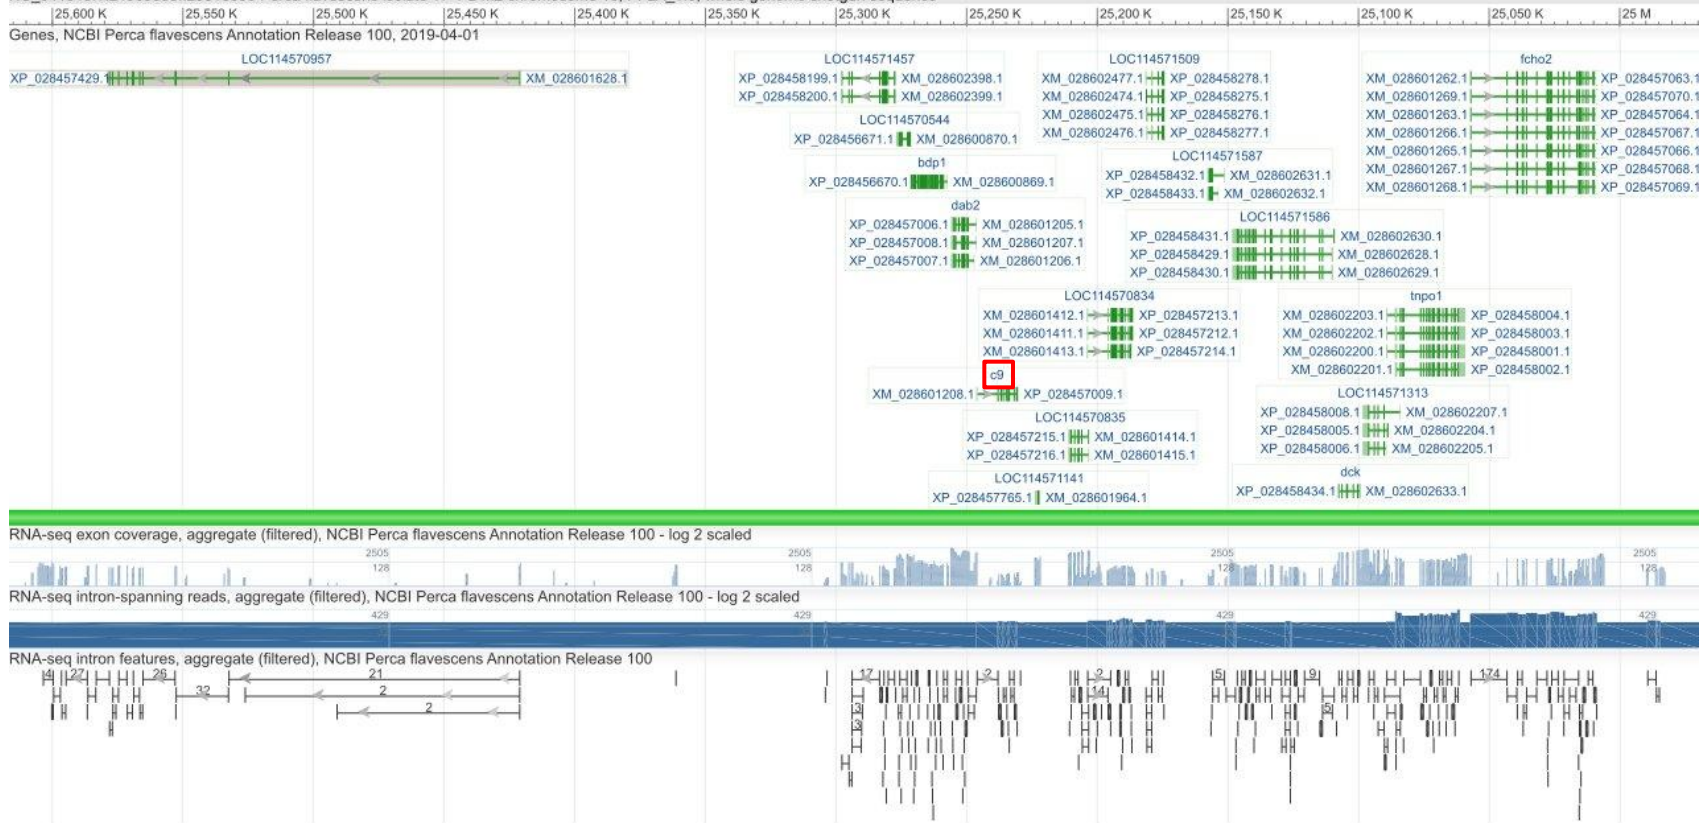 25,600 K 25,550 K 25,500 K 25,450 K 25,400 K 25,350 K 25,300 K 25,250 K 25,200 K 25,150 K 25,100 K 25,050 K 25 M
Genes, NCBI Perca flavescens Annotation Release 100, 2019-04-01
LOC114570957
XP_028457429.1 XM_028601628.1
LOC114571457
XP_028458199.1 XM_028602398.1
XP_028458200.1 XM_028602399.1
LOC114570544
XP_028456671.1 XM_028600870.1
bdp1
XP_028456670.1 XM_028600869.1
dab2
XP_028457006.1 XM_028601205.1
XP_028457008.1 XM_028601207.1
XP_028457007.1 XM_028601206.1
LOC114570834
XM_028601412.1 XP_028457213.1
XM_028601411.1 XP_028457212.1
XM_028601413.1 XP_028457214.1
c9
XM_028601208.1 XP_028457009.1
LOC114570835
XP_028457215.1 XM_028601414.1
XP_028457216.1 XM_028601415.1
LOC114571141
XP_028457765.1 XM_028601964.1
LOC114571509
XM_028602477.1 XP_028458278.1
XM_028602474.1 XP_028458275.1
XM_028602475.1 XP_028458276.1
XM_028602476.1 XP_028458277.1
LOC114571587
XP_028458432.1 XM_028602631.1
XP_028458433.1 XM_028602632.1
LOC114571586
XP_028458431.1 XM_028602630.1
XP_028458429.1 XM_028602628.1
XP_028458430.1 XM_028602629.1
tnpo1
XM_028602203.1 XP_028458004.1
XM_028602202.1 XP_028458003.1
XM_028602200.1 XP_028458001.1
XM_028602201.1 XP_028458002.1
LOC114571313
XP_028458008.1 XM_028602207.1
XP_028458005.1 XM_028602204.1
XP_028458006.1 XM_028602205.1
dck
XP_028458434.1 XM_028602633.1
fcho2
XM_028601262.1 XP_028457063.1
XM_028601269.1 XP_028457070.1
XM_028601263.1 XP_028457064.1
XM_028601266.1 XP_028457067.1
XM_028601265.1 XP_028457066.1
XM_028601267.1 XP_028457068.1
XM_028601268.1 XP_028457069.1
RNA-seq exon coverage, aggregate (filtered), NCBI Perca flavescens Annotation Release 100 - log 2 scaled
2505 2505 2505 2505
128 128 128 128
RNA-seq intron-spanning reads, aggregate (filtered), NCBI Perca flavescens Annotation Release 100 - log 2 scaled
429 429 429 429
RNA-seq intron features, aggregate (filtered), NCBI Perca flavescens Annotation Release 100
4 27 25 21 17 2 2 5 9 174
32 2 14
2 3 5
3